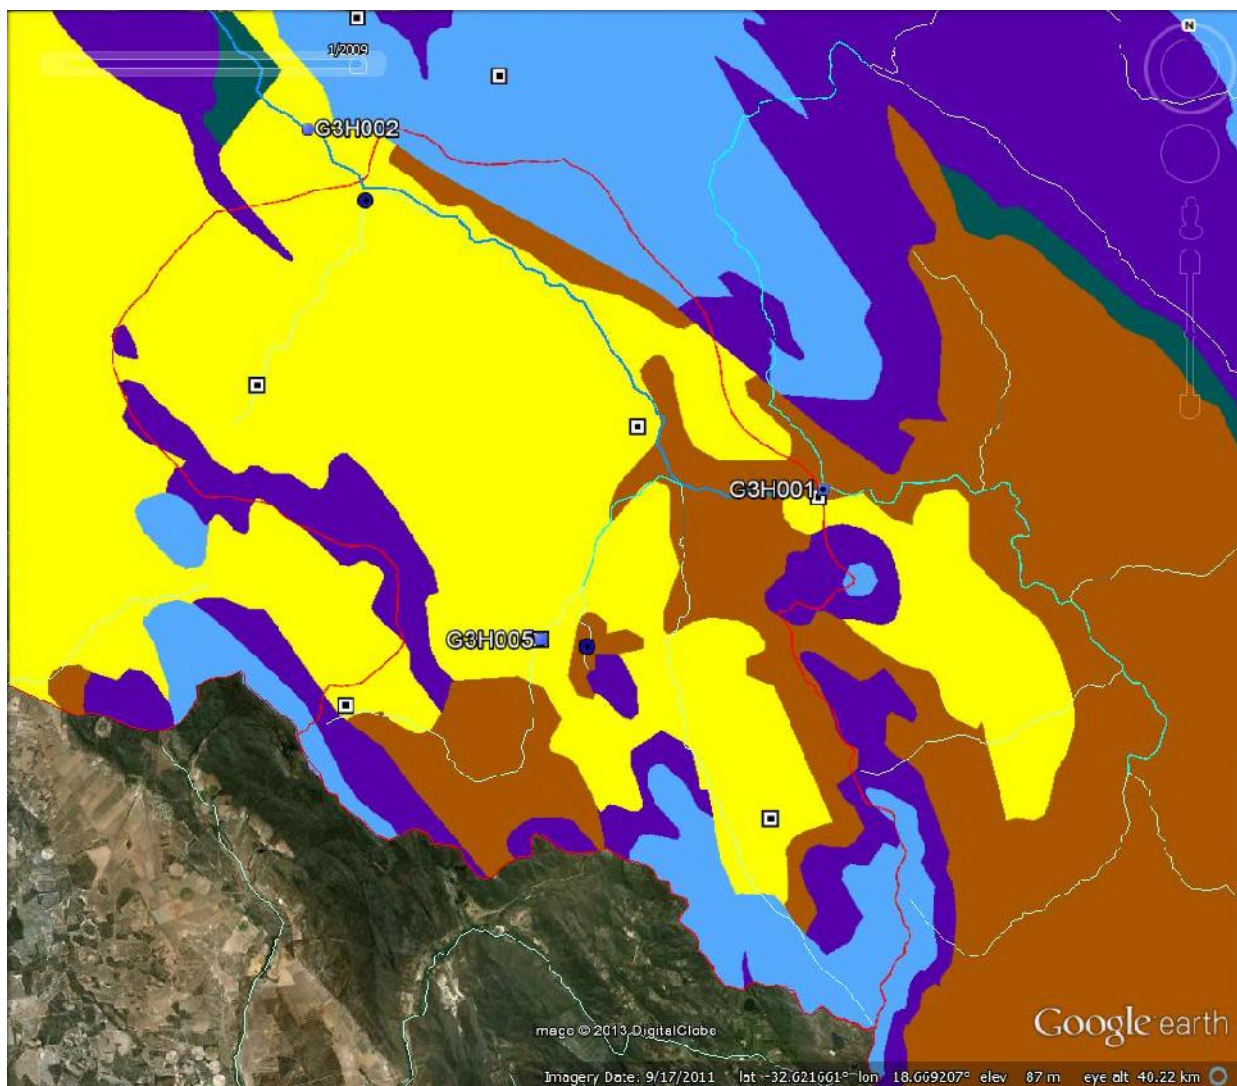 N
1/2009
G3H002
G3H001
G3H005
image © 2013 DigitalGlobe
Google earth
Imagery Date: 9/17/2011 lat -32.621661° lon 18.669207° elev 87 m eye alt 40.22 km